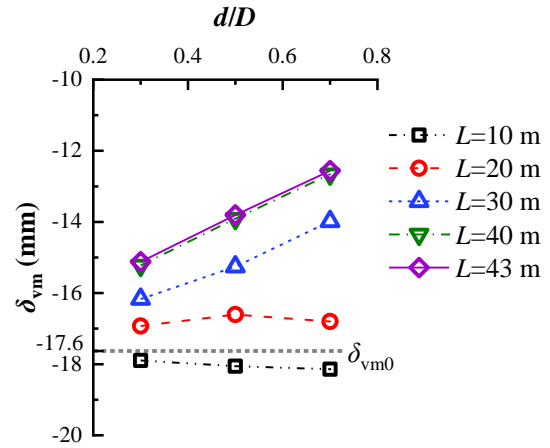 d/D
0.2 0.4 0.6 0.8
-10
-12
-14
-16
-17.6
-18
-20
δvm (mm)
L=10 m
L=20 m
L=30 m
L=40 m
L=43 m
δvm0